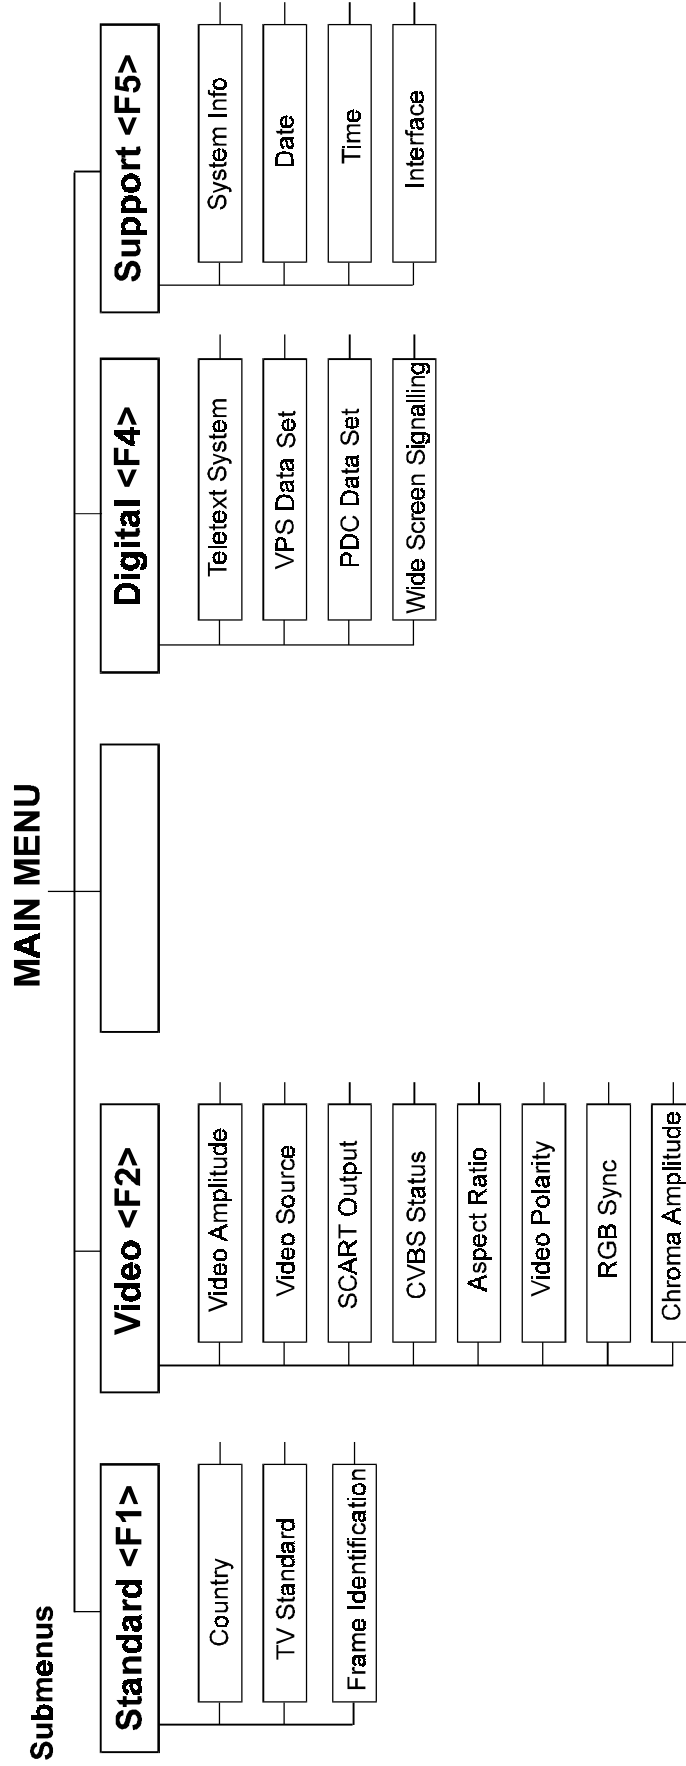 MAIN MENU
Submenus
Standard <F1>
Country
TV Standard
Frame Identification
Video <F2>
Video Amplitude
Video Source
SCART Output
CVBS Status
Aspect Ratio
Video Polarity
RGB Sync
Chroma Amplitude
Digital <F4>
Teletext System
VPS Data Set
PDC Data Set
Wide Screen Signalling
Support <F5>
System Info
Date
Time
Interface